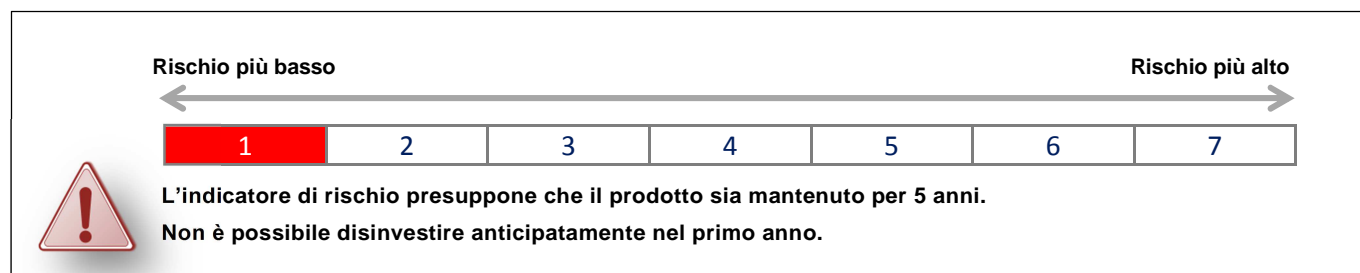 Rischio più basso Rischio più alto
1 2 3 4 5 6 7
L’indicatore di rischio presuppone che il prodotto sia mantenuto per 5 anni.
Non è possibile disinvestire anticipatamente nel primo anno.